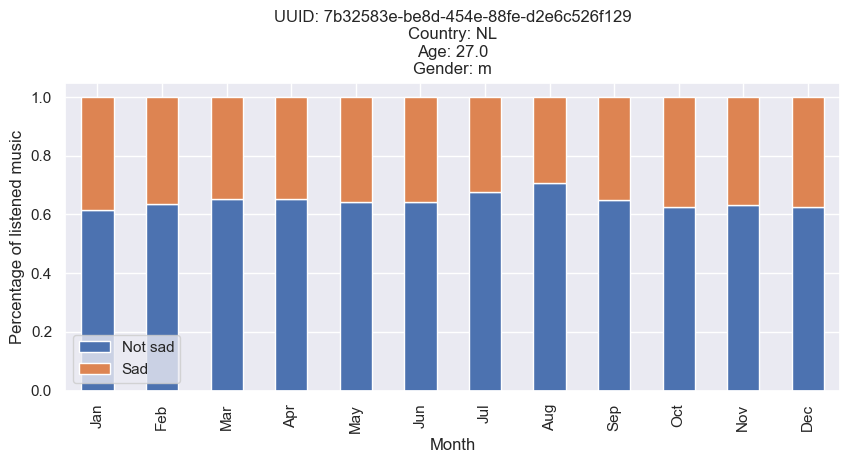 UUID: 7b32583e-be8d-454e-88fe-d2e6c526f129
Country: NL
Age: 27.0
Gender: m
Percentage of listened music
1.0
0.8
0.6
0.4
0.2
0.0
Not sad
Sad
Jan Feb Mar Apr May Jun Jul Aug Sep Oct Nov Dec
Month